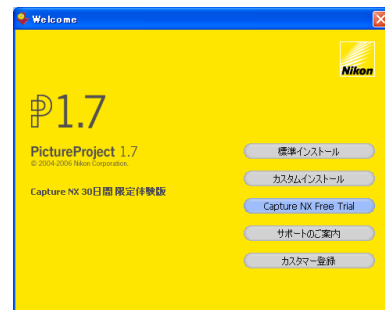 Welcome
Nikon
P1.7
PictureProject 1.7
© 2004-2006 Nikon Corporation.
Capture NX 30日間 限定体験版
標準インストール
カスタムインストール
Capture NX Free Trial
サポートのご案内
カスタマー登録